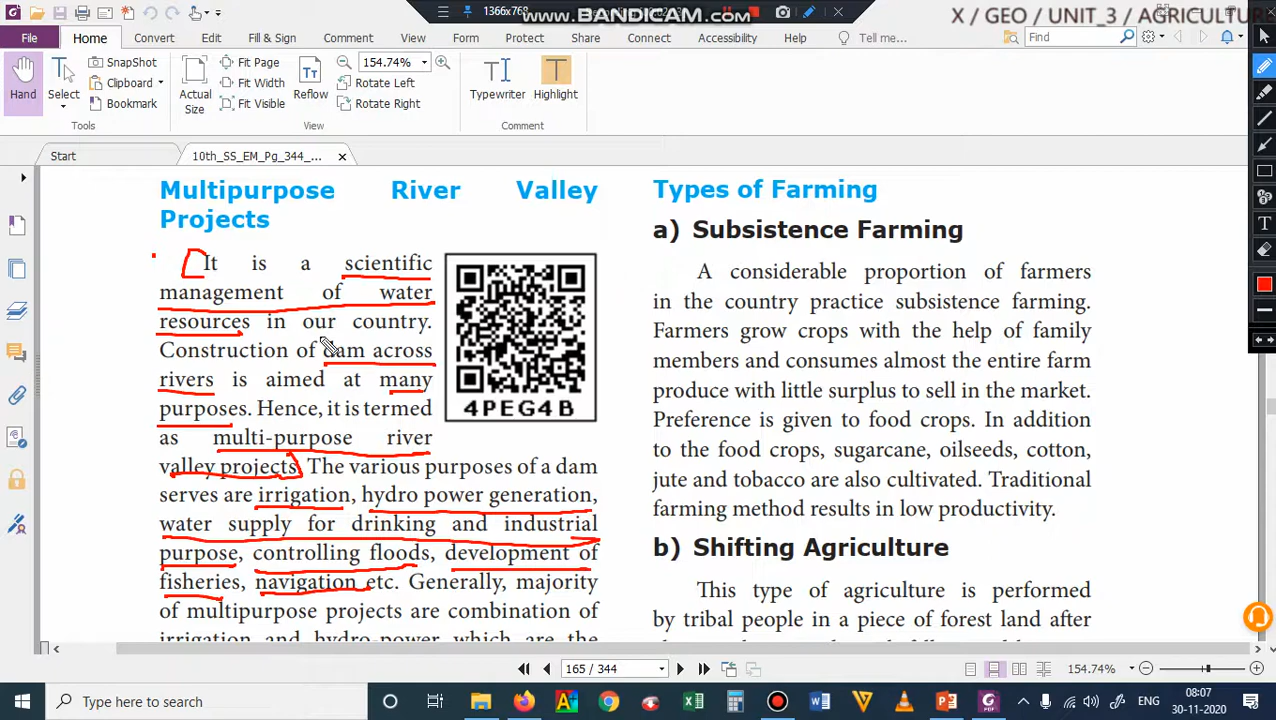 1366x768
www.BANDICAM.com
X / GEO / UNIT_3 / AGRICULTURE
File Home Convert Edit Fill & Sign Comment View Form Protect Share Connect Accessibility Help Tell me... Find
Hand
Select
SnapShot
Clipboard
Bookmark
Tools
Actual Size
Fit Page
Fit Width
Fit Visible
Reflow
154.74%
Rotate Left
Rotate Right
View
Typewriter
Highlight
Comment
Start
10th_SS_EM_Pg_344_...
Multipurpose River Valley
Projects
It is a scientific
management of water
resources in our country.
Construction of dam across
rivers is aimed at many
purposes. Hence, it is termed
as multi-purpose river
valley projects. The various purposes of a dam
serves are irrigation, hydro power generation,
water supply for drinking and industrial
purpose, controlling floods, development of
fisheries, navigation etc. Generally, majority
of multipurpose projects are combination of
irrigation and hydro-power which are the
4PEG4B
Types of Farming
a) Subsistence Farming
A considerable proportion of farmers
in the country practice subsistence farming.
Farmers grow crops with the help of family
members and consumes almost the entire farm
produce with little surplus to sell in the market.
Preference is given to food crops. In addition
to the food crops, sugarcane, oilseeds, cotton,
jute and tobacco are also cultivated. Traditional
farming method results in low productivity.
b) Shifting Agriculture
This type of agriculture is performed
by tribal people in a piece of forest land after
165 / 344
154.74%
Type here to search
ENG
08:07
30-11-2020